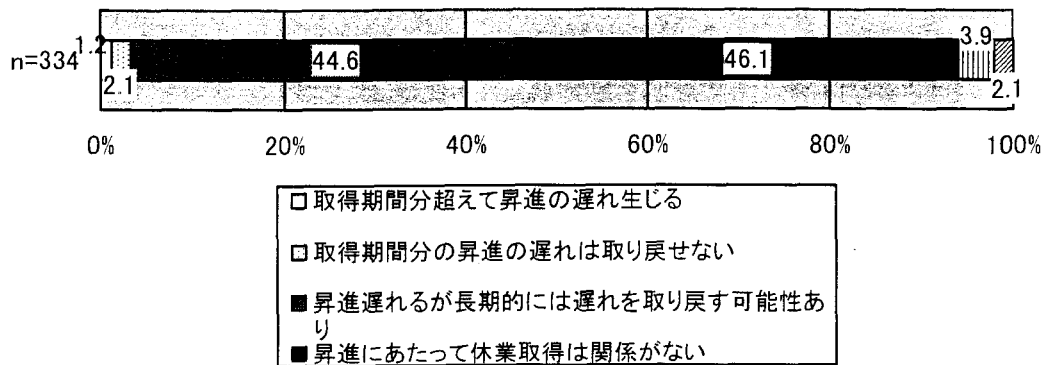 n=334
1.2
2.1
44.6
46.1
3.9
2.1
0%
20%
40%
60%
80%
100%
□取得期間分超えて昇進の遅れ生じる
□取得期間分の昇進の遅れは取り戻せない
■昇進遅れるが長期的には遅れを取り戻す可能性あ
り
■昇進にあたって休業取得は関係がない